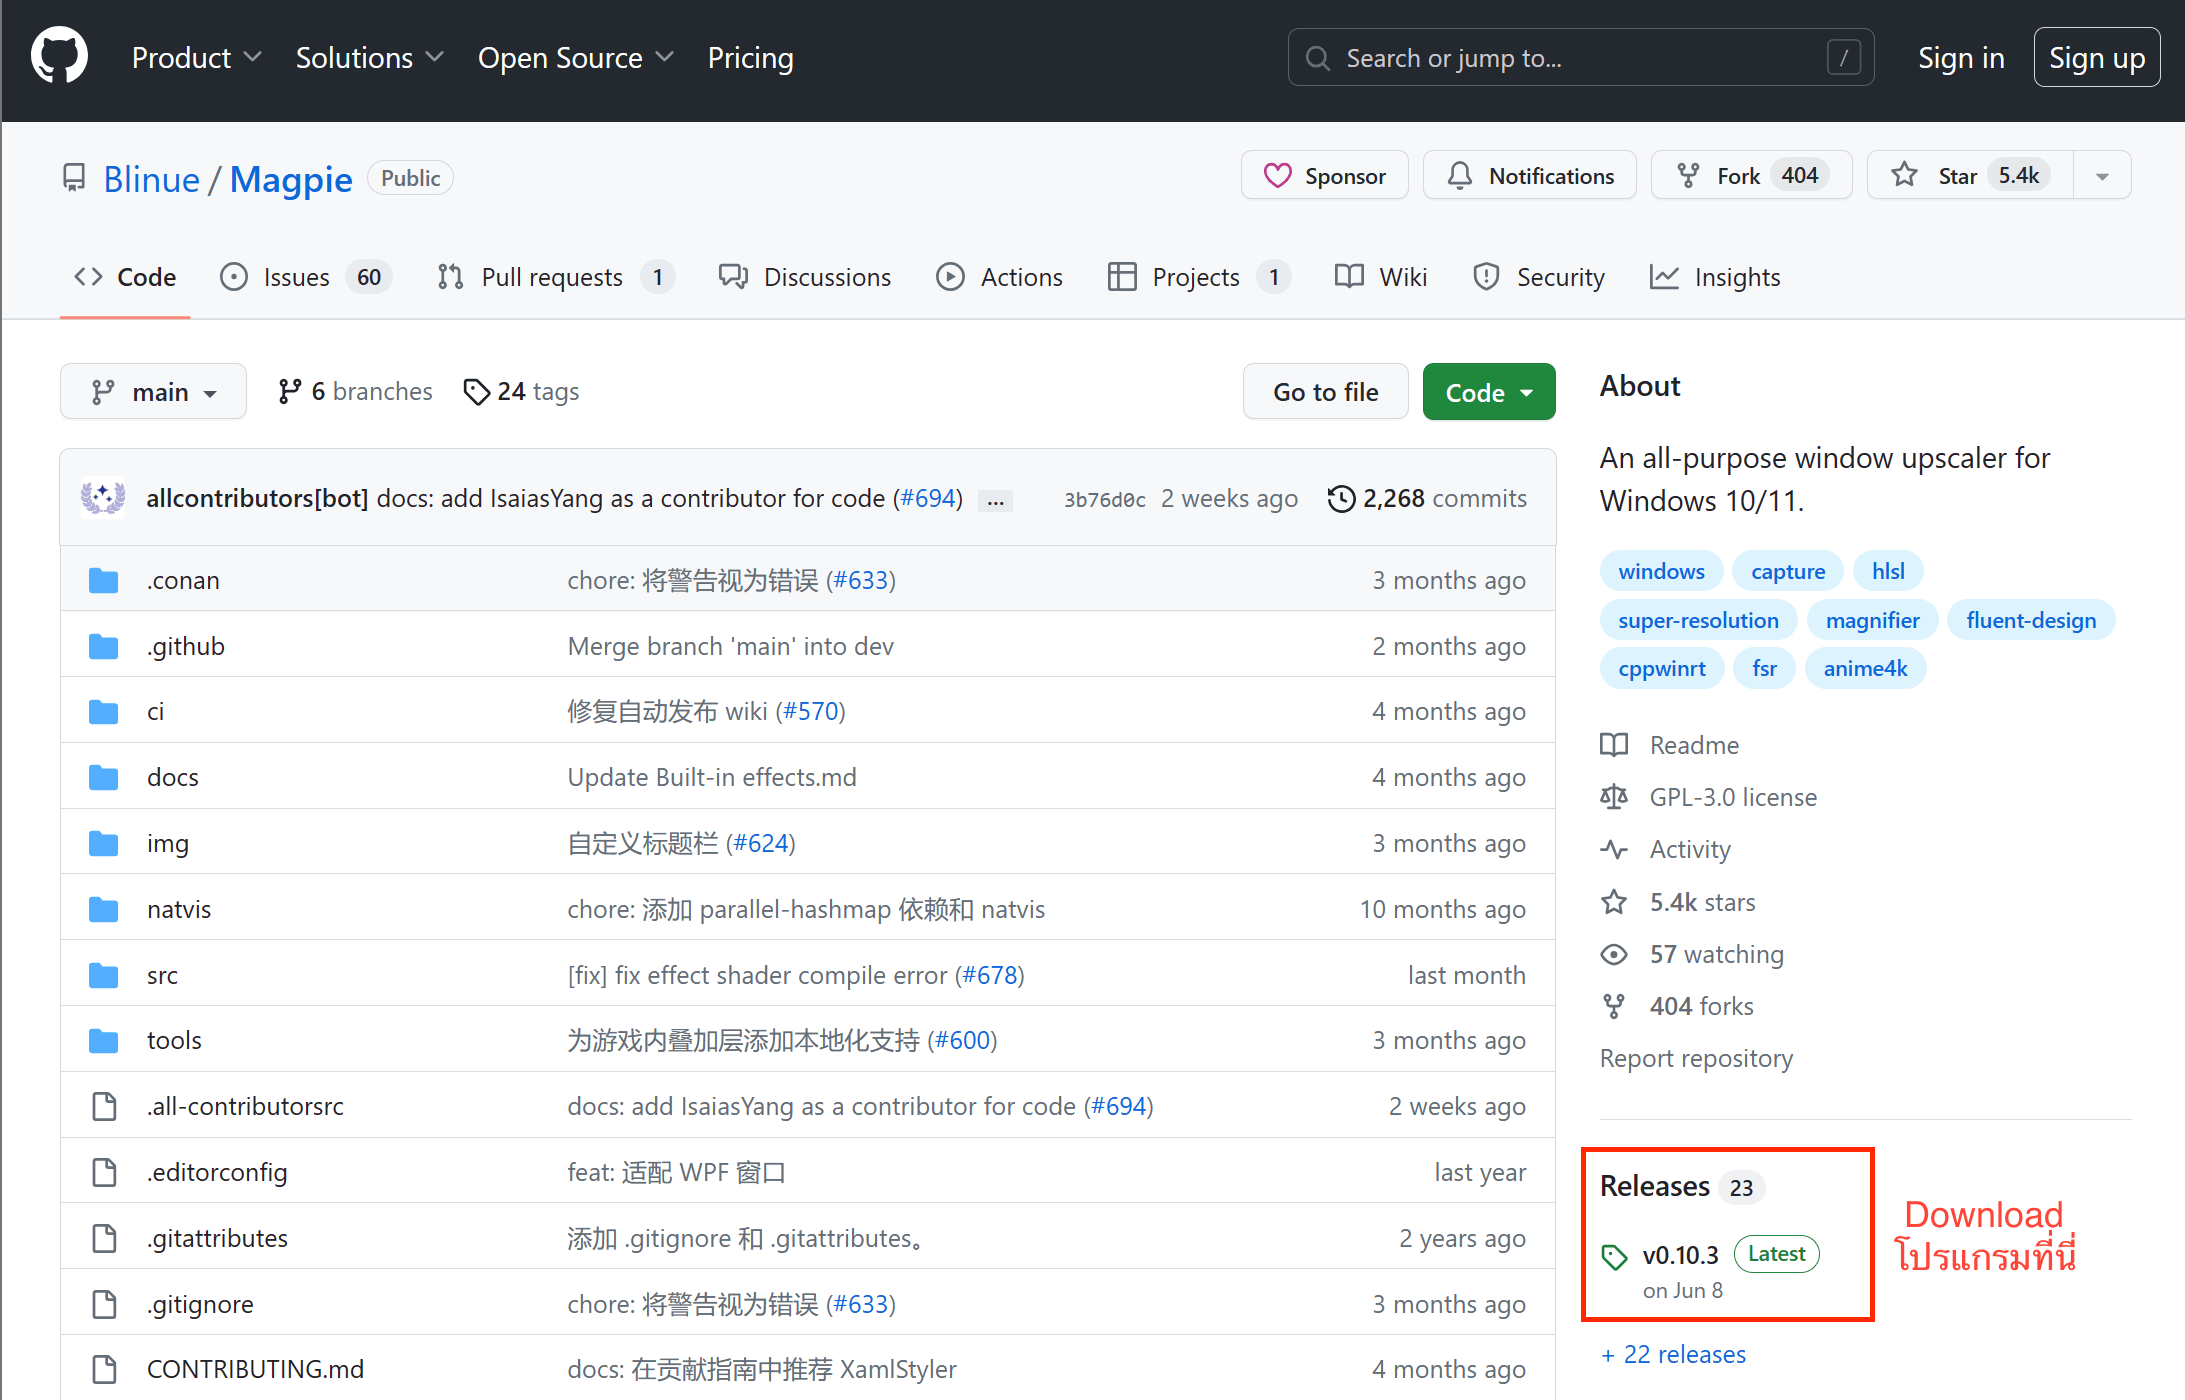 Product Solutions Open Source Pricing Search or jump to... / Sign in Sign up
Blinue / Magpie Public Sponsor Notifications Fork 404 Star 5.4k
Code Issues 60 Pull requests 1 Discussions Actions Projects 1 Wiki Security Insights
main 6 branches 24 tags Go to file Code
allcontributors[bot] docs: add IsaiasYang as a contributor for code (#694) ... 3b76d0c 2 weeks ago 2,268 commits
.conan chore: 将警告视为错误 (#633) 3 months ago
.github Merge branch 'main' into dev 2 months ago
ci 修复自动发布 wiki (#570) 4 months ago
docs Update Built-in effects.md 4 months ago
img 自定义标题栏 (#624) 3 months ago
natvis chore: 添加 parallel-hashmap 依赖和 natvis 10 months ago
src [fix] fix effect shader compile error (#678) last month
tools 为游戏内叠加层添加本地化支持 (#600) 3 months ago
.all-contributorsrc docs: add IsaiasYang as a contributor for code (#694) 2 weeks ago
.editorconfig feat: 适配 WPF 窗口 last year
.gitattributes 添加 .gitignore 和 .gitattributes。 2 years ago
.gitignore chore: 将警告视为错误 (#633) 3 months ago
CONTRIBUTING.md docs: 在贡献指南中推荐 XamlStyler 4 months ago
About
An all-purpose window upscaler for
Windows 10/11.
windows capture hlsl
super-resolution magnifier fluent-design
cppwinrt fsr anime4k
Readme
GPL-3.0 license
Activity
5.4k stars
57 watching
404 forks
Report repository
Releases 23
v0.10.3 Latest
on Jun 8
Download
โปรแกรมที่นี่
+ 22 releases